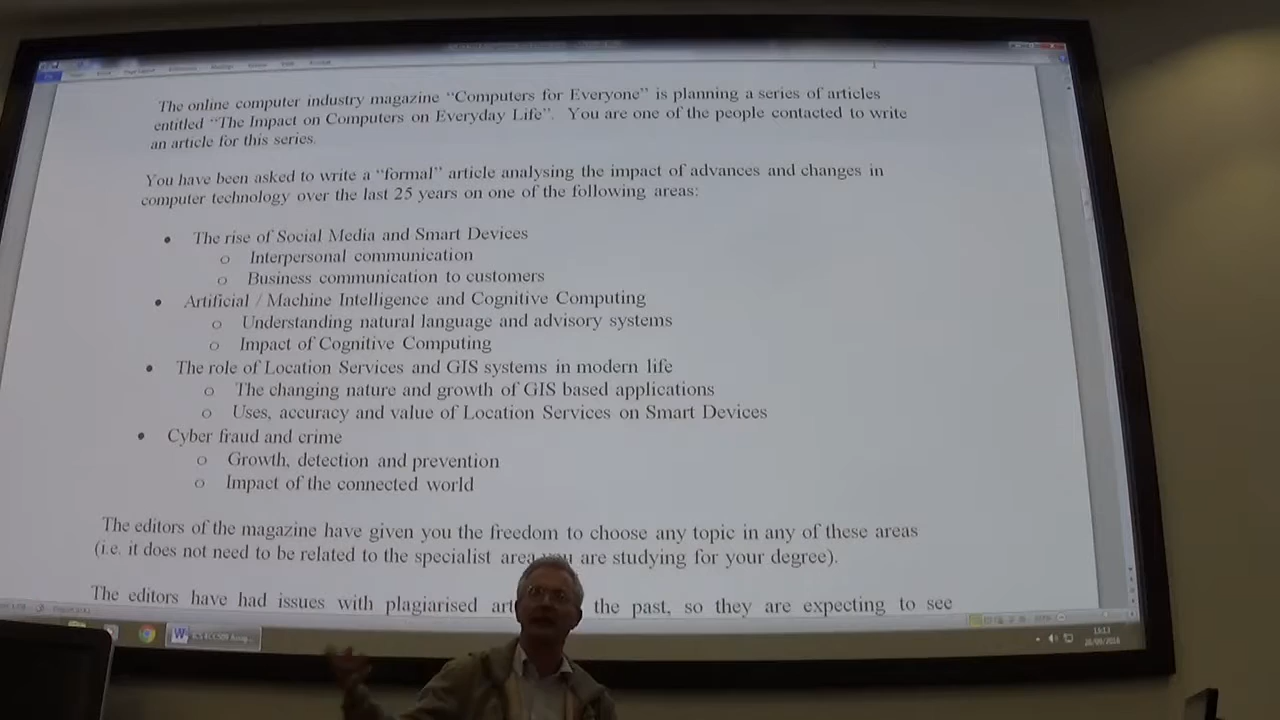 The online computer industry magazine “Computers for Everyone” is planning a series of articles
entitled “The Impact on Computers on Everyday Life”. You are one of the people contacted to write
an article for this series.
You have been asked to write a “formal” article analysing the impact of advances and changes in
computer technology over the last 25 years on one of the following areas:
• The rise of Social Media and Smart Devices
o Interpersonal communication
o Business communication to customers
• Artificial / Machine Intelligence and Cognitive Computing
o Understanding natural language and advisory systems
o Impact of Cognitive Computing
• The role of Location Services and GIS systems in modern life
o The changing nature and growth of GIS based applications
o Uses, accuracy and value of Location Services on Smart Devices
• Cyber fraud and crime
o Growth, detection and prevention
o Impact of the connected world
The editors of the magazine have given you the freedom to choose any topic in any of these areas
(i.e. it does not need to be related to the specialist area you are studying for your degree).
The editors have had issues with plagiarised the past, so they are expecting to see
15:13